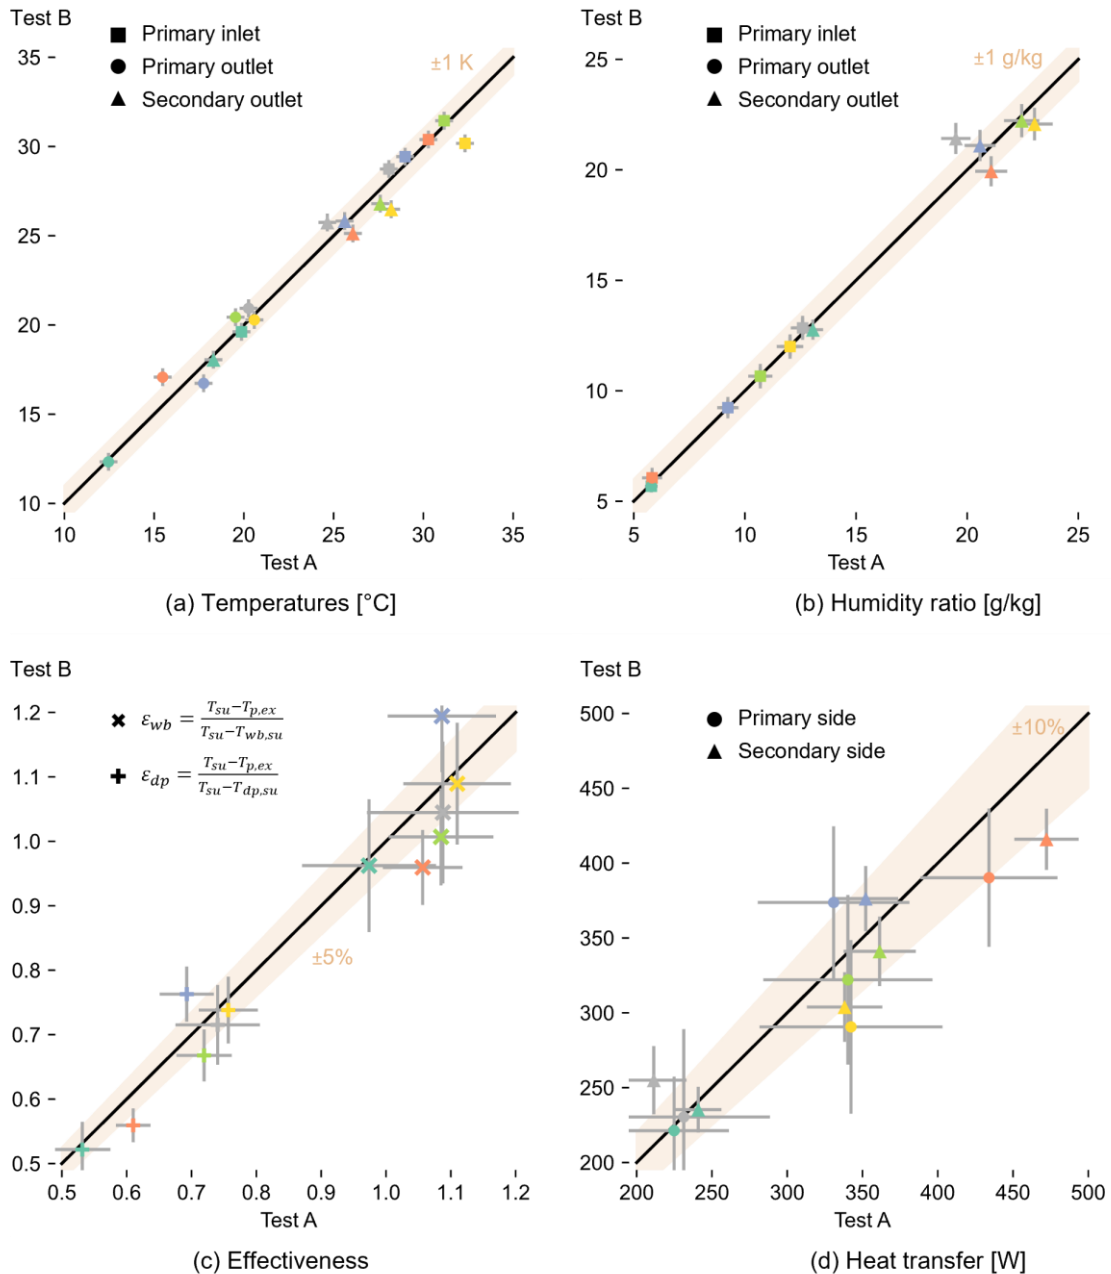 Test B
Primary inlet
Primary outlet
Secondary outlet
±1 K
35
30
25
20
15
10
10 15 20 25 30 35
Test A
(a) Temperatures [°C]
Test B
Primary inlet
Primary outlet
Secondary outlet
±1 g/kg
25
20
15
10
5
5 10 15 20 25
Test A
(b) Humidity ratio [g/kg]
Test B
ε_wb = (T_su−T_p,ex)/(T_su−T_wb,su)
ε_dp = (T_su−T_p,ex)/(T_su−T_dp,su)
±5%
1.2
1.1
1.0
0.9
0.8
0.7
0.6
0.5
0.5 0.6 0.7 0.8 0.9 1.0 1.1 1.2
Test A
(c) Effectiveness
Test B
Primary side
Secondary side
±10%
500
450
400
350
300
250
200
200 250 300 350 400 450 500
Test A
(d) Heat transfer [W]